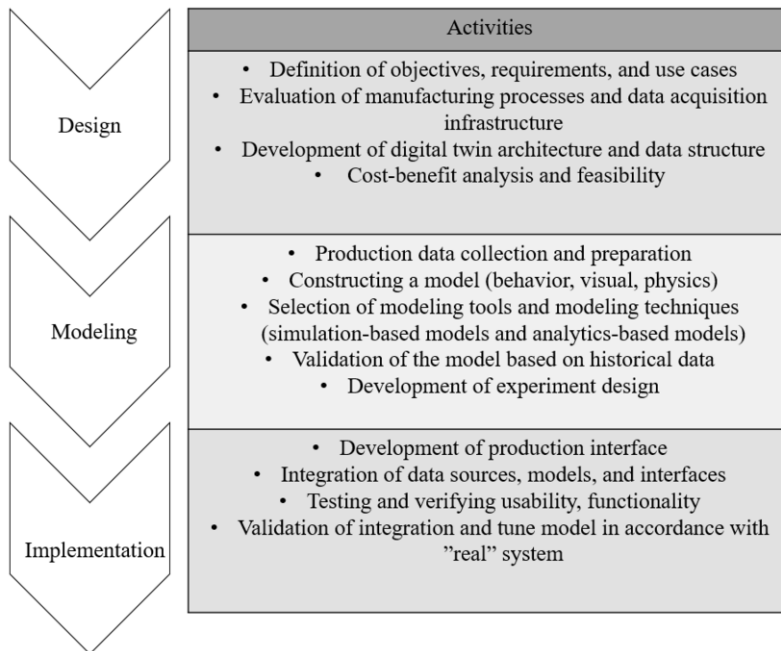 Activities
Design
• Definition of objectives, requirements, and use cases
• Evaluation of manufacturing processes and data acquisition
infrastructure
• Development of digital twin architecture and data structure
• Cost-benefit analysis and feasibility
Modeling
• Production data collection and preparation
• Constructing a model (behavior, visual, physics)
• Selection of modeling tools and modeling techniques
(simulation-based models and analytics-based models)
• Validation of the model based on historical data
• Development of experiment design
Implementation
• Development of production interface
• Integration of data sources, models, and interfaces
• Testing and verifying usability, functionality
• Validation of integration and tune model in accordance with
”real” system